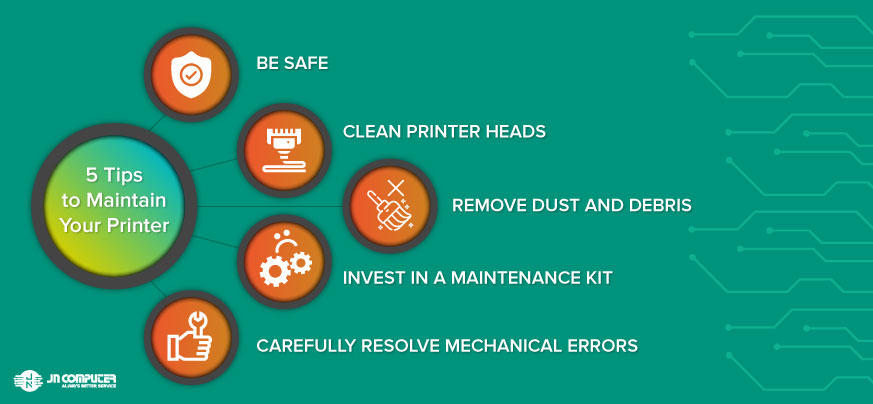 5 Tips
to Maintain
Your Printer
BE SAFE
CLEAN PRINTER HEADS
REMOVE DUST AND DEBRIS
INVEST IN A MAINTENANCE KIT
CAREFULLY RESOLVE MECHANICAL ERRORS
JN COMPUTER
ALWAYS BETTER SERVICE